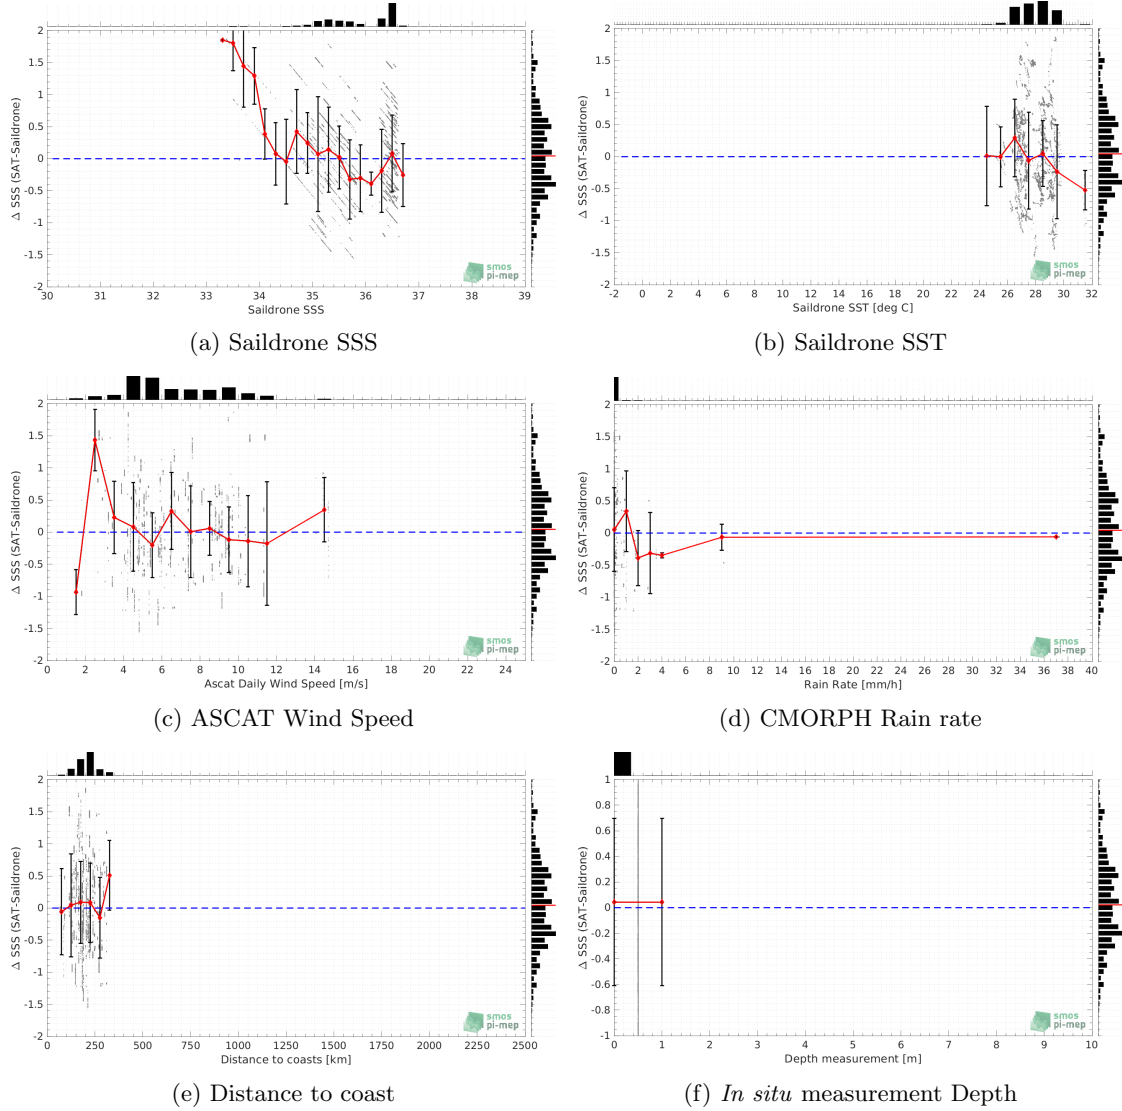 2
1.5
1
0.5
0
-0.5
-1
-1.5
-2
Δ SSS (SAT-Saildrone)
30 31 32 33 34 35 36 37 38 39
Saildrone SSS
smos
pi-mep
(a) Saildrone SSS
2
1.5
1
0.5
0
-0.5
-1
-1.5
-2
Δ SSS (SAT-Saildrone)
-2 0 2 4 6 8 10 12 14 16 18 20 22 24 26 28 30 32
Saildrone SST [deg C]
smos
pi-mep
(b) Saildrone SST
2
1.5
1
0.5
0
-0.5
-1
-1.5
-2
Δ SSS (SAT-Saildrone)
0 2 4 6 8 10 12 14 16 18 20 22 24
Ascat Daily Wind Speed [m/s]
smos
pi-mep
(c) ASCAT Wind Speed
2
1.5
1
0.5
0
-0.5
-1
-1.5
-2
Δ SSS (SAT-Saildrone)
0 2 4 6 8 10 12 14 16 18 20 22 24 26 28 30 32 34 36 38 40
Rain Rate [mm/h]
smos
pi-mep
(d) CMORPH Rain rate
2
1.5
1
0.5
0
-0.5
-1
-1.5
-2
Δ SSS (SAT-Saildrone)
0 250 500 750 1000 1250 1500 1750 2000 2250 2500
Distance to coasts [km]
smos
pi-mep
(e) Distance to coast
1
0.8
0.6
0.4
0.2
0
-0.2
-0.4
-0.6
-0.8
-1
Δ SSS (SAT-Saildrone)
0 1 2 3 4 5 6 7 8 9 10
Depth measurement [m]
smos
pi-mep
(f) In situ measurement Depth